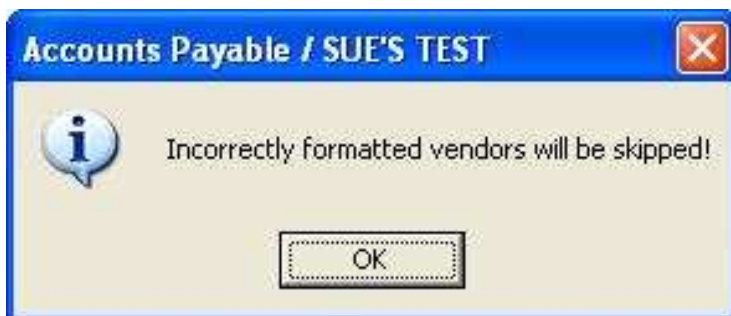 Accounts Payable / SUE'S TEST
Incorrectly formatted vendors will be skipped!
OK